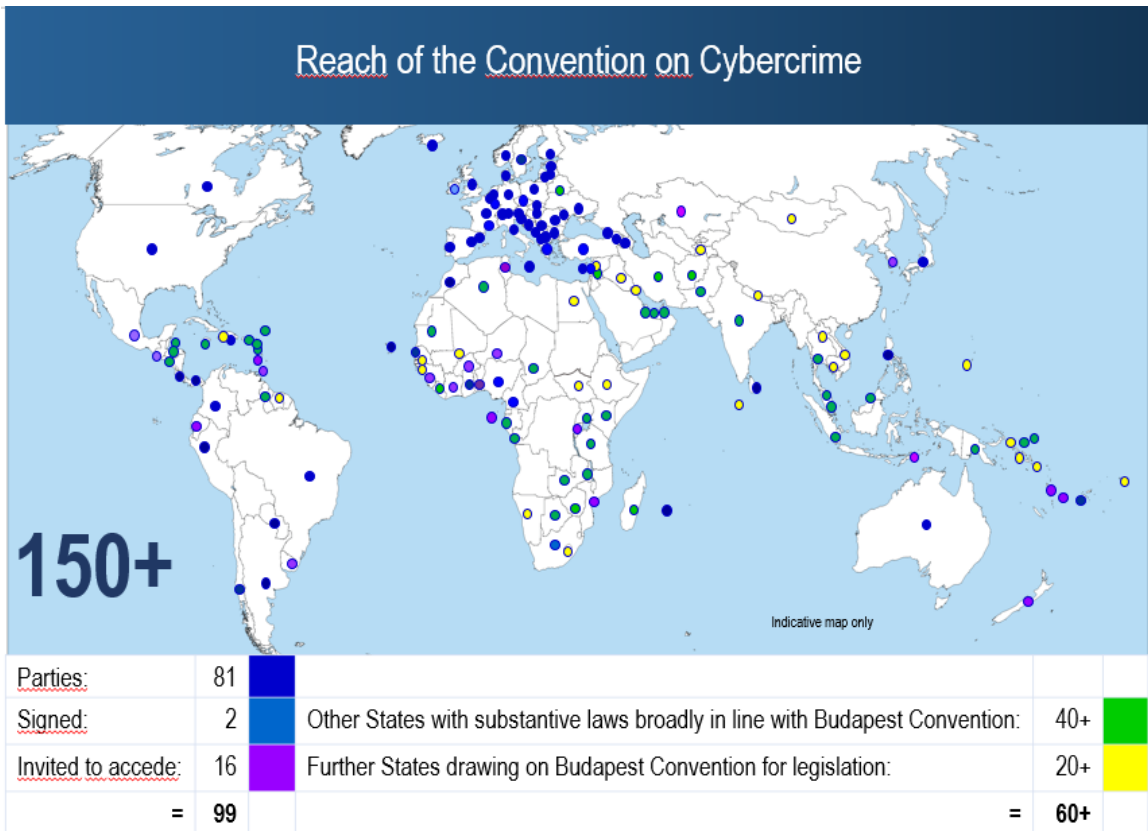 Reach of the Convention on Cybercrime
150+
Indicative map only
Parties: 81
Signed: 2 Other States with substantive laws broadly in line with Budapest Convention: 40+
Invited to accede: 16 Further States drawing on Budapest Convention for legislation: 20+
= 99 = 60+